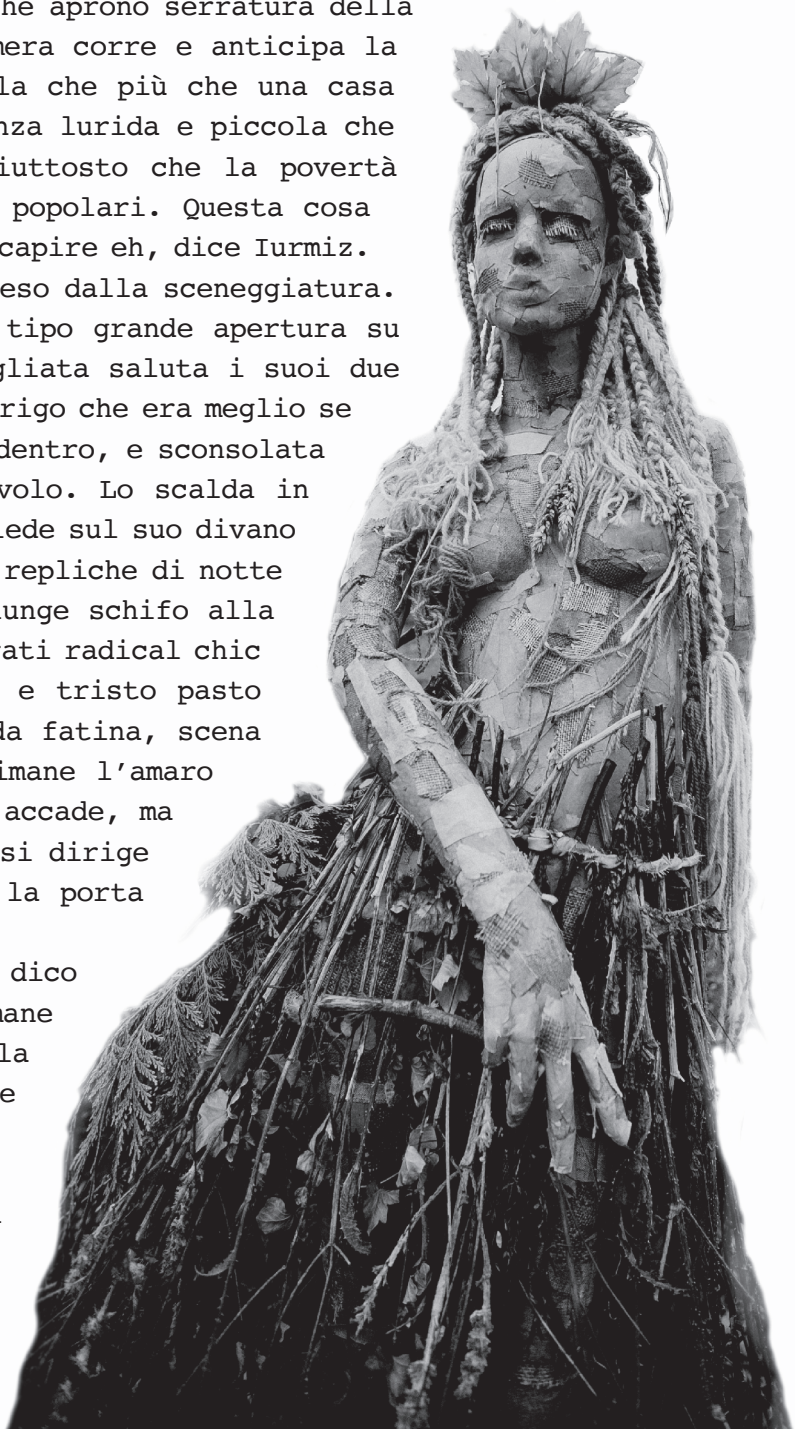 he aprono serratura della
era corre e anticipa la
la che più che una casa
nza lurida e piccola che
iuttosto che la povertà
popolari. Questa cosa
capire eh, dice Iurmiz.
eso dalla sceneggiatura.
tipo grande apertura su
gliata saluta i suoi due
rigo che era meglio se
dentro, e sconsolata
volo. Lo scalda in
iede sul suo divano
repliche di notte
iunge schifo alla
ati radical chic
e tristo pasto
da fatina, scena
imane l'amaro
accade, ma
si dirige
la porta
dico
ane
la
e